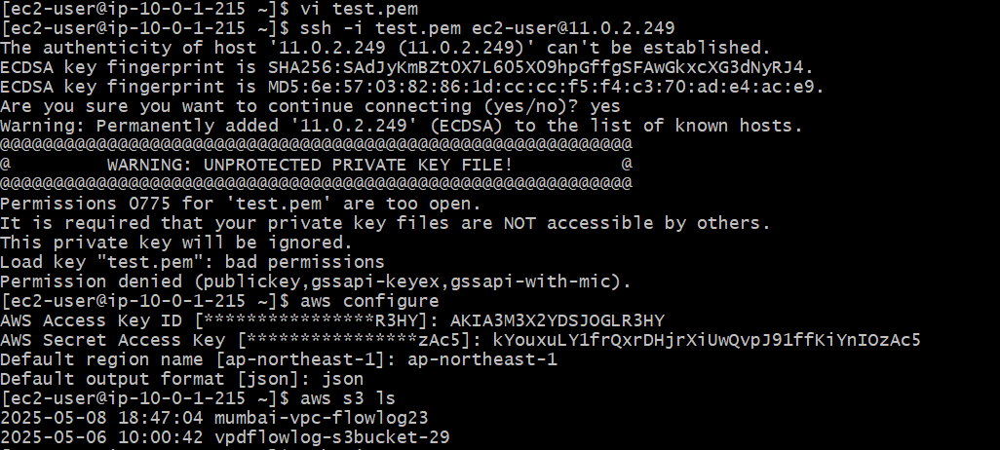 [ec2-user@ip-10-0-1-215 ~]$ vi test.pem
[ec2-user@ip-10-0-1-215 ~]$ ssh -i test.pem ec2-user@11.0.2.249
The authenticity of host '11.0.2.249 (11.0.2.249)' can't be established.
ECDSA key fingerprint is SHA256:SAdJyKmBZt0X7L605X09hpGffgSFAwGkxcXG3dNyRJ4.
ECDSA key fingerprint is MD5:6e:57:03:82:86:1d:cc:cc:f5:f4:c3:70:ad:e4:ac:e9.
Are you sure you want to continue connecting (yes/no)? yes
Warning: Permanently added '11.0.2.249' (ECDSA) to the list of known hosts.
@@@@@@@@@@@@@@@@@@@@@@@@@@@@@@@@@@@@@@@@@@@@@@@@@@@@@@@@@@@
@         WARNING: UNPROTECTED PRIVATE KEY FILE!          @
@@@@@@@@@@@@@@@@@@@@@@@@@@@@@@@@@@@@@@@@@@@@@@@@@@@@@@@@@@@
Permissions 0775 for 'test.pem' are too open.
It is required that your private key files are NOT accessible by others.
This private key will be ignored.
Load key "test.pem": bad permissions
Permission denied (publickey,gssapi-keyex,gssapi-with-mic).
[ec2-user@ip-10-0-1-215 ~]$ aws configure
AWS Access Key ID [****************R3HY]: AKIA3M3X2YDSJOGLR3HY
AWS Secret Access Key [****************zAc5]: 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
Default region name [ap-northeast-1]: ap-northeast-1
Default output format [json]: json
[ec2-user@ip-10-0-1-215 ~]$ aws s3 ls
2025-05-08 18:47:04 mumbai-vpc-flowlog23
2025-05-06 10:00:42 vpdflowlog-s3bucket-29